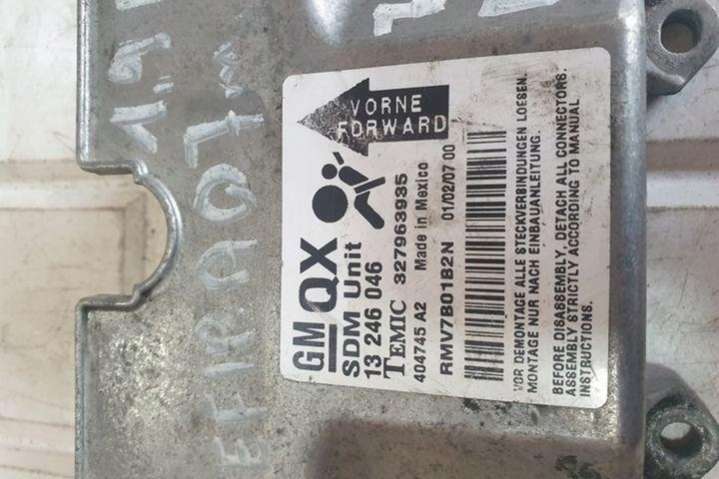 VORNE
FORWARD
GM QX
SDM Unit
13 246 046
TEMIC 327963935
404745 A2 Made in Mexico 01/02/07 00
RMV7B01B2N
VOR DEMONTAGE ALLE STECKVERBINDUNGEN LOESEN.
MONTAGE NUR NACH EINBAUANLEITUNG.
BEFORE DISASSEMBLY, DETACH ALL CONNECTORS.
ASSEMBLY STRICTLY ACCORDING TO MANUAL
INSTRUCTIONS.